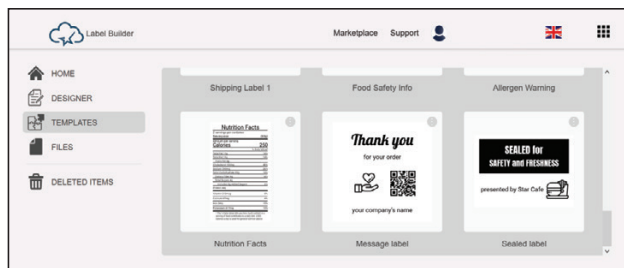 Label Builder
Marketplace Support
HOME
DESIGNER
TEMPLATES
FILES
DELETED ITEMS
Shipping Label 1 Food Safety Info Allergen Warning
Nutrition Facts
Calories 250
Thank you
for your order
your company's name
SEALED for
SAFETY and FRESHNESS
presented by Star Cafe
Nutrition Facts Message label Sealed label